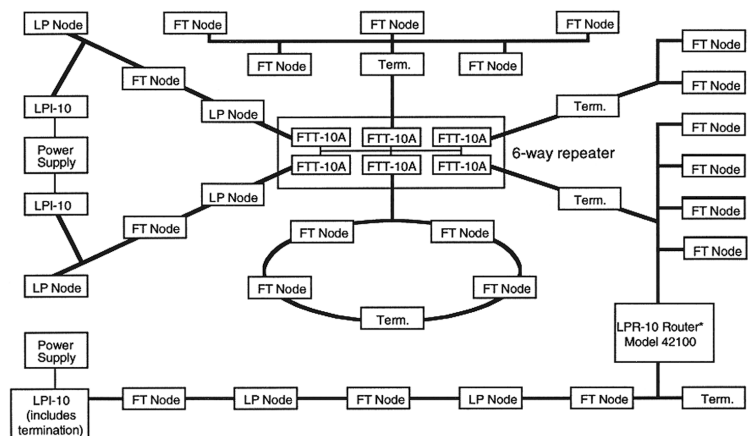 LP Node
FT Node
FT Node
FT Node
FT Node
FT Node
FT Node
Term.
FT Node
FT Node
FT Node
LPI-10
LP Node
Term.
FT Node
FTT-10A
FTT-10A
FTT-10A
Power
Supply
6-way repeater
FTT-10A
FTT-10A
FTT-10A
FT Node
LPI-10
LP Node
Term.
FT Node
FT Node
FT Node
FT Node
FT Node
LP Node
FT Node
FT Node
Term.
LPR-10 Router*
Model 42100
Power
Supply
LPI-10
(includes
termination)
FT Node
LP Node
FT Node
LP Node
FT Node
Term.